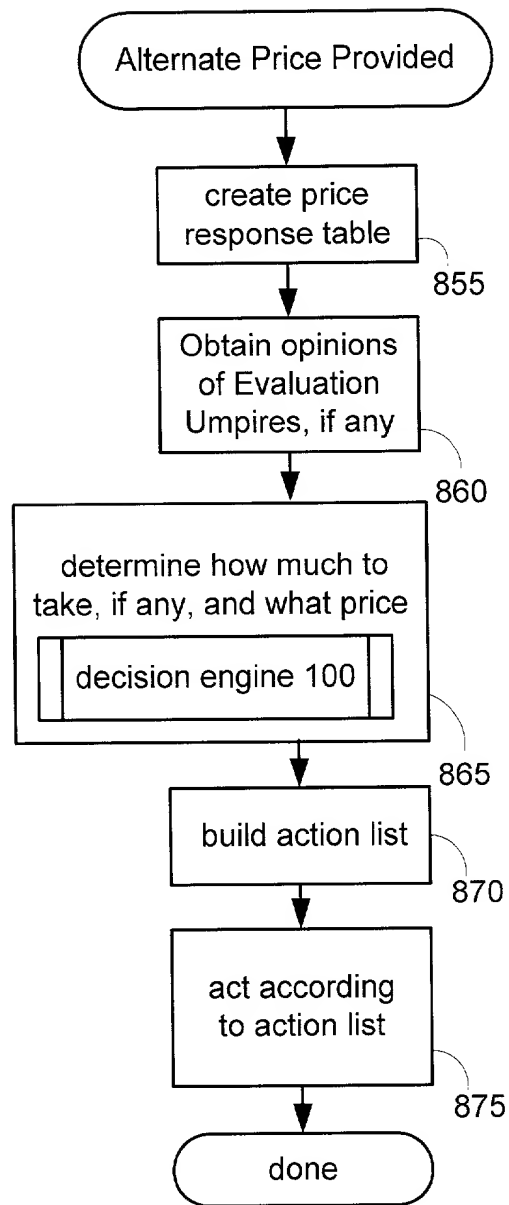 Alternate Price Provided
create price
response table
855
Obtain opinions
of Evaluation
Umpires, if any
860
determine how much to
take, if any, and what price
decision engine 100
865
build action list
870
act according
to action list
875
done